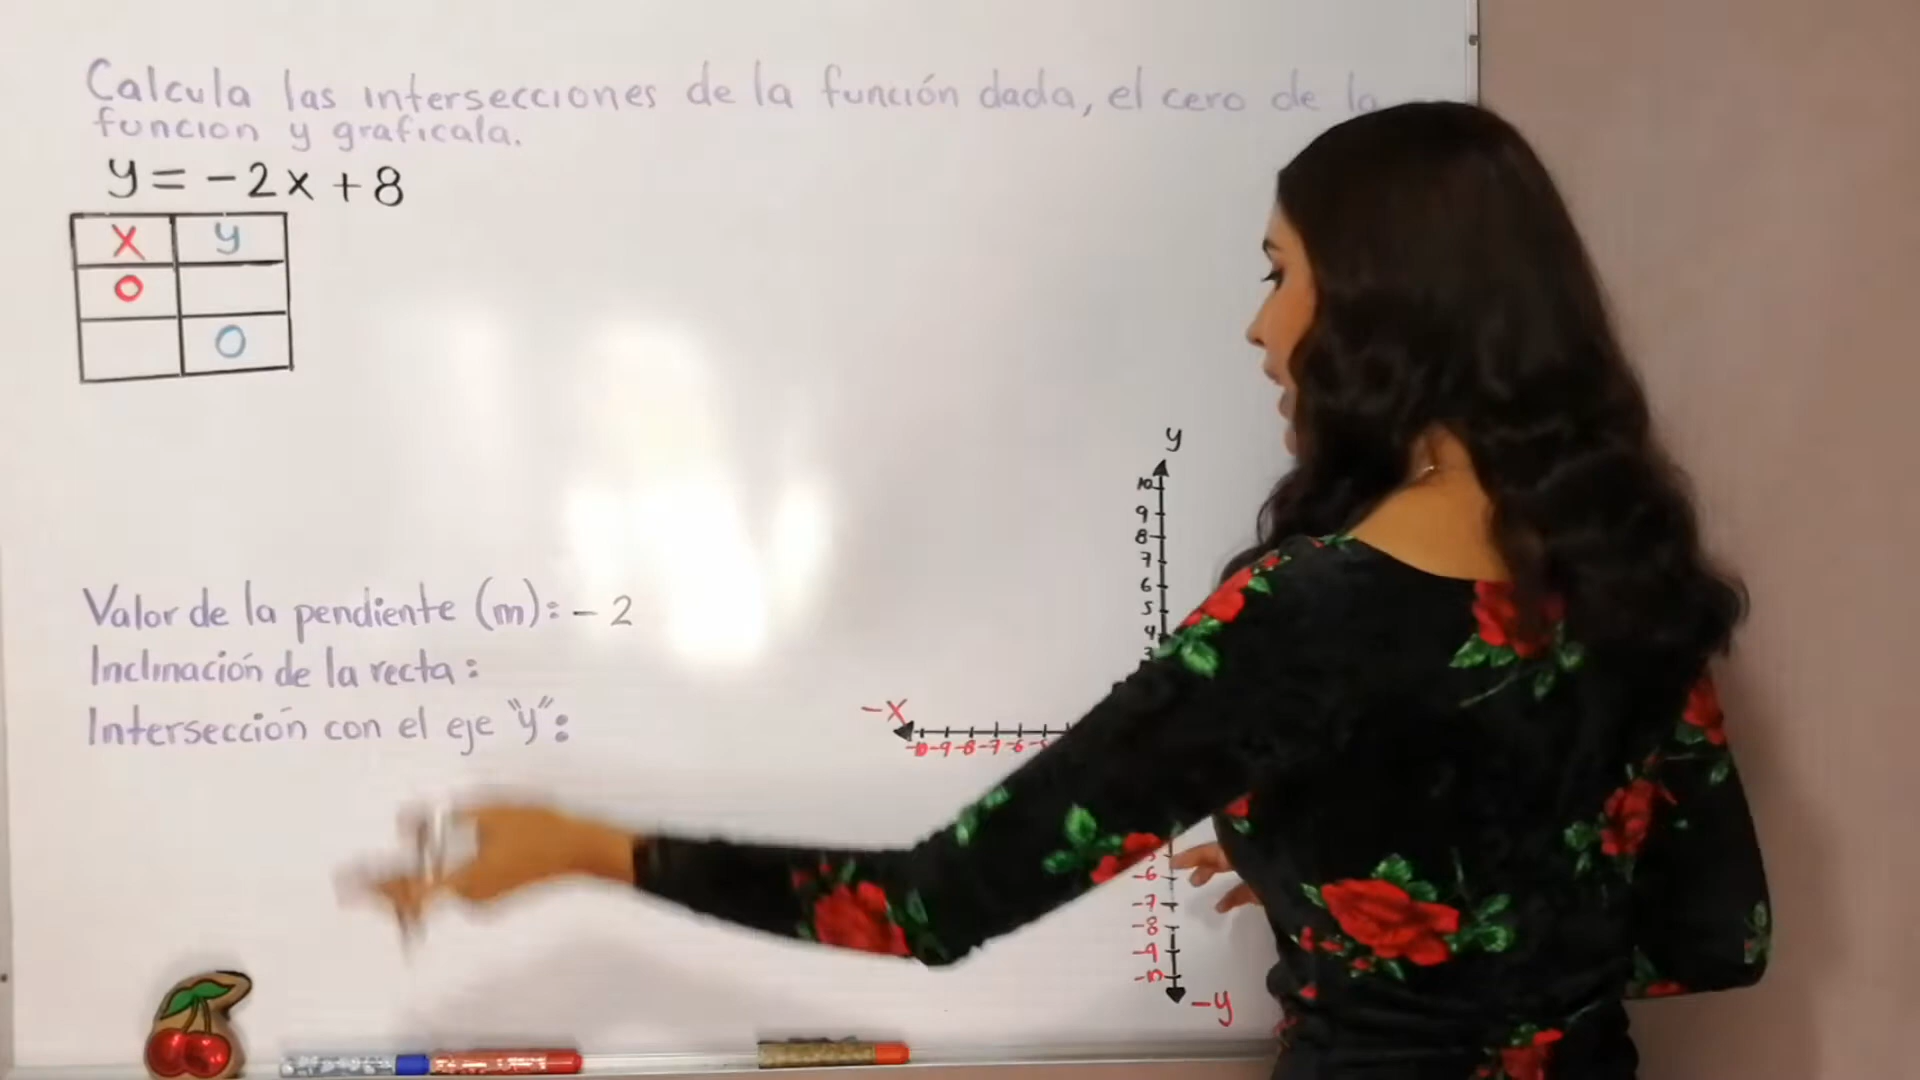 Calcula las intersecciones de la función dada, el cero de la
funcion y graficala.
y = -2x + 8
x y
0
0
Valor de la pendiente (m): - 2
Inclinación de la recta:
Intersección con el eje "y":
y
10
9
8
7
6
5
4
3
-x
-10 -9 -8 -7 -6 -5
-6
-7
-8
-9
-10
-y